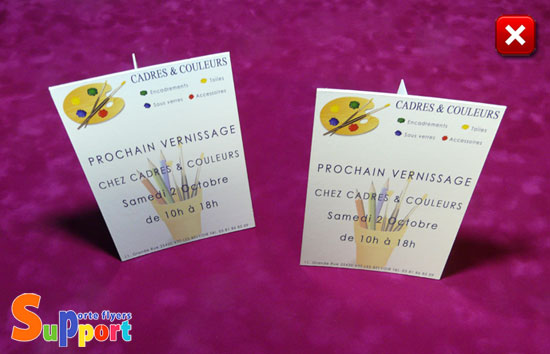 CADRES & COULEURS
Encadrements
Toiles
Sous verres
Accessoires
PROCHAIN VERNISSAGE
CHEZ CADRES & COULEURS
Samedi 2 Octobre
de 10h à 18h
CADRES & COULEURS
Encadrements
Toiles
Sous verres
Accessoires
PROCHAIN VERNISSAGE
CHEZ CADRES & COULEURS
Samedi 2 Octobre
de 10h à 18h
Support
orte flyers